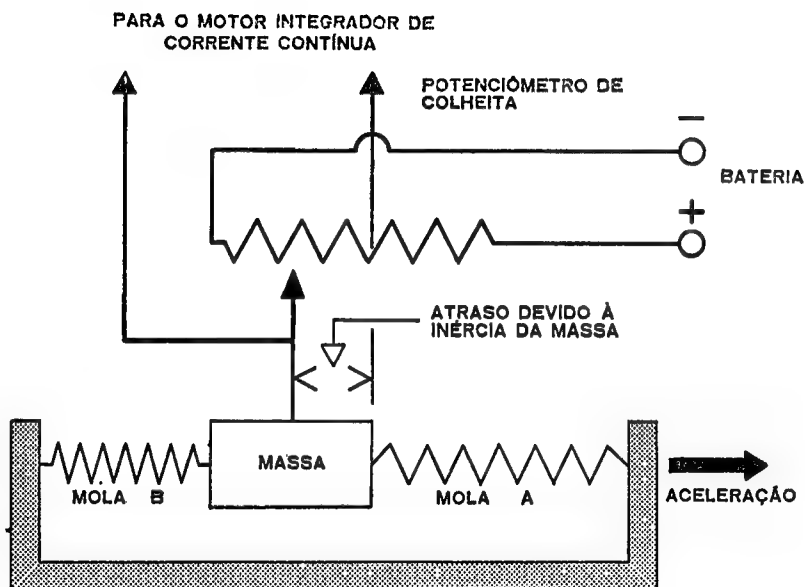 PARA O MOTOR INTEGRADOR DE
CORRENTE CONTÍNUA
POTENCIÔMETRO DE
COLHEITA
−
BATERIA
+
ATRASO DEVIDO À
INÉRCIA DA MASSA
MASSA
MOLA B
MOLA A
ACELERAÇÃO